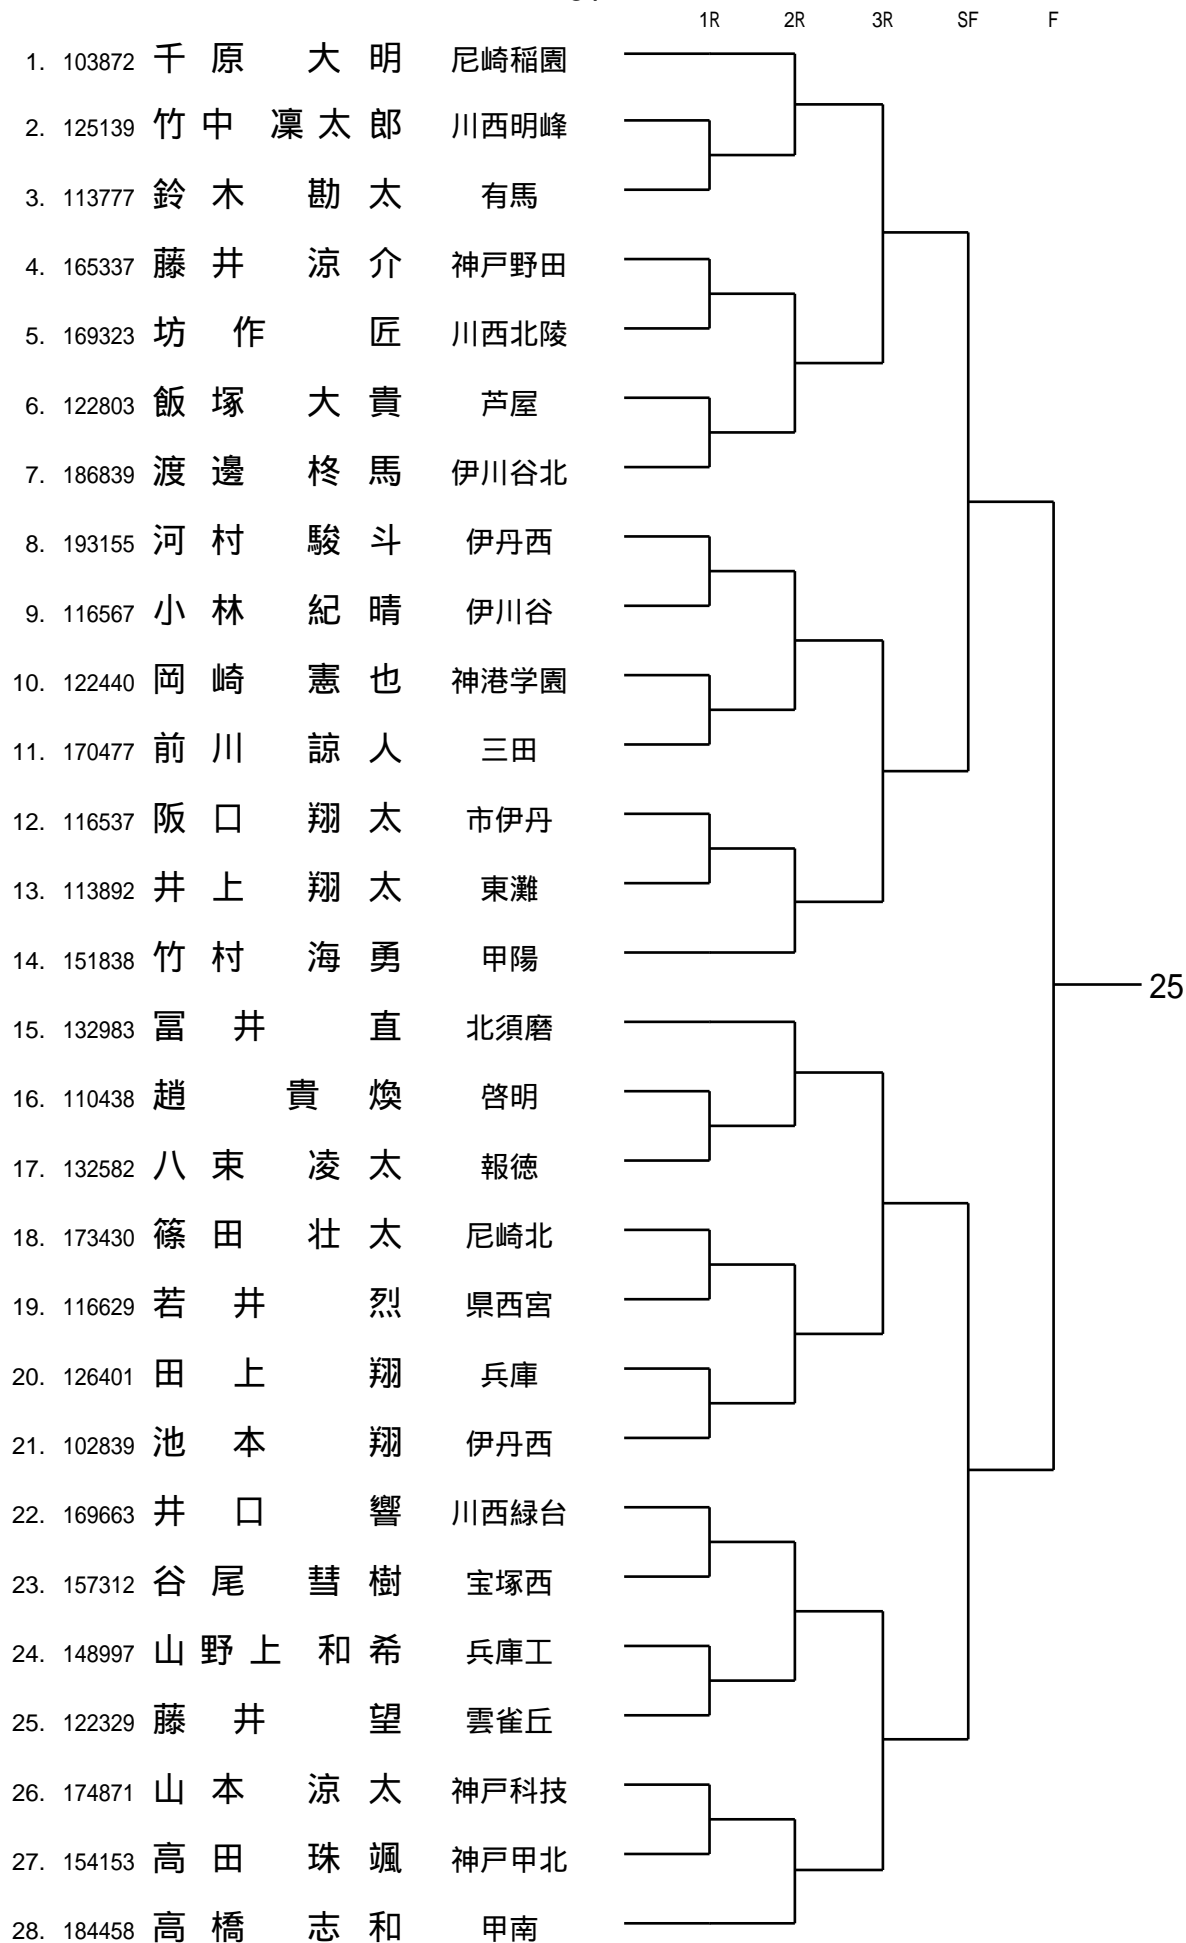 1R 2R 3R SF F
1. 103872 千原 大明 尼崎稲園
2. 125139 竹中 凜太郎 川西明峰
3. 113777 鈴木 勘太 有馬
4. 165337 藤井 涼介 神戸野田
5. 169323 坊作 匠 川西北陵
6. 122803 飯塚 大貴 芦屋
7. 186839 渡邊 柊馬 伊川谷北
8. 193155 河村 駿斗 伊丹西
9. 116567 小林 紀晴 伊川谷
10. 122440 岡崎 憲也 神港学園
11. 170477 前川 諒人 三田
12. 116537 阪口 翔太 市伊丹
13. 113892 井上 翔太 東灘
14. 151838 竹村 海勇 甲陽
25
15. 132983 冨井 直 北須磨
16. 110438 趙 貴煥 啓明
17. 132582 八束 凌太 報徳
18. 173430 篠田 壮太 尼崎北
19. 116629 若井 烈 県西宮
20. 126401 田上 翔 兵庫
21. 102839 池本 翔 伊丹西
22. 169663 井口 響 川西緑台
23. 157312 谷尾 彗樹 宝塚西
24. 148997 山野上 和希 兵庫工
25. 122329 藤井 望 雲雀丘
26. 174871 山本 涼太 神戸科技
27. 154153 高田 珠颯 神戸甲北
28. 184458 高橋 志和 甲南